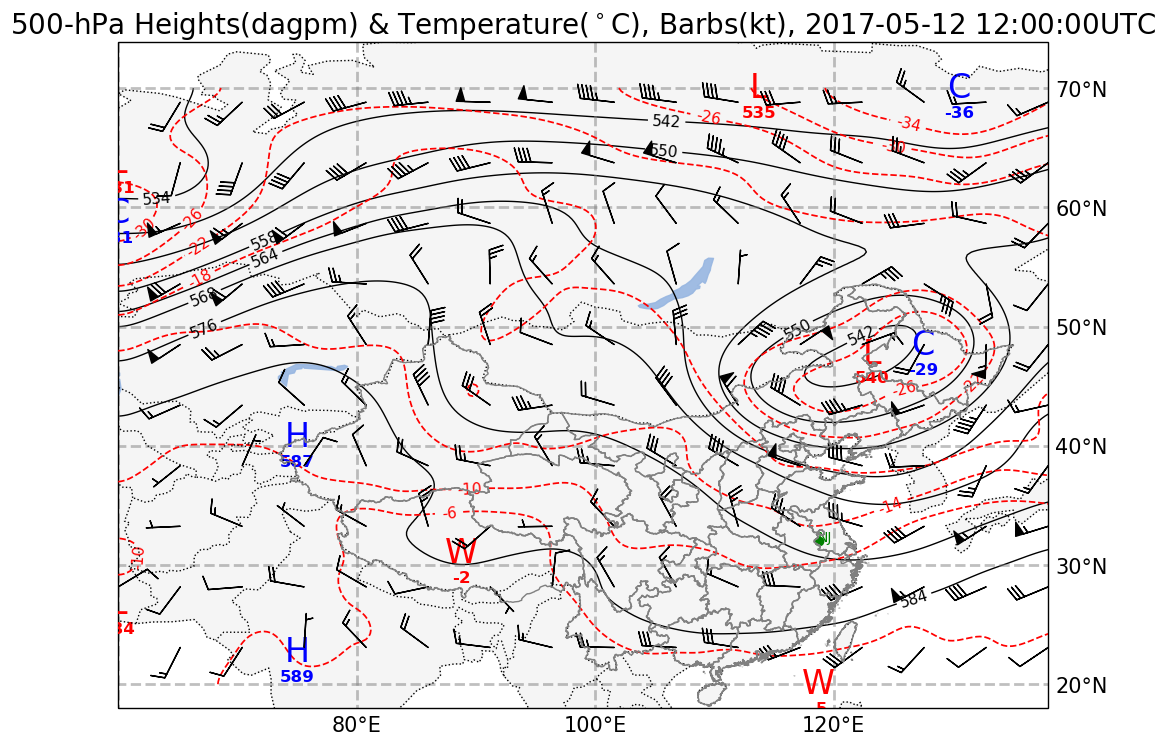 500-hPa Heights(dagpm) & Temperature(°C), Barbs(kt), 2017-05-12 12:00:00UTC
L
535
C
-36
70°N
-26
-34
542
-30
550
534
-26
60°N
-30
-22
558
564
-18
568
576
50°N
550
542
C
-29
L
540
-26
-22
H
587
40°N
-10
-6
-14
W
-2
NJ
-10
30°N
584
H
589
W
-5
20°N
80°E
100°E
120°E